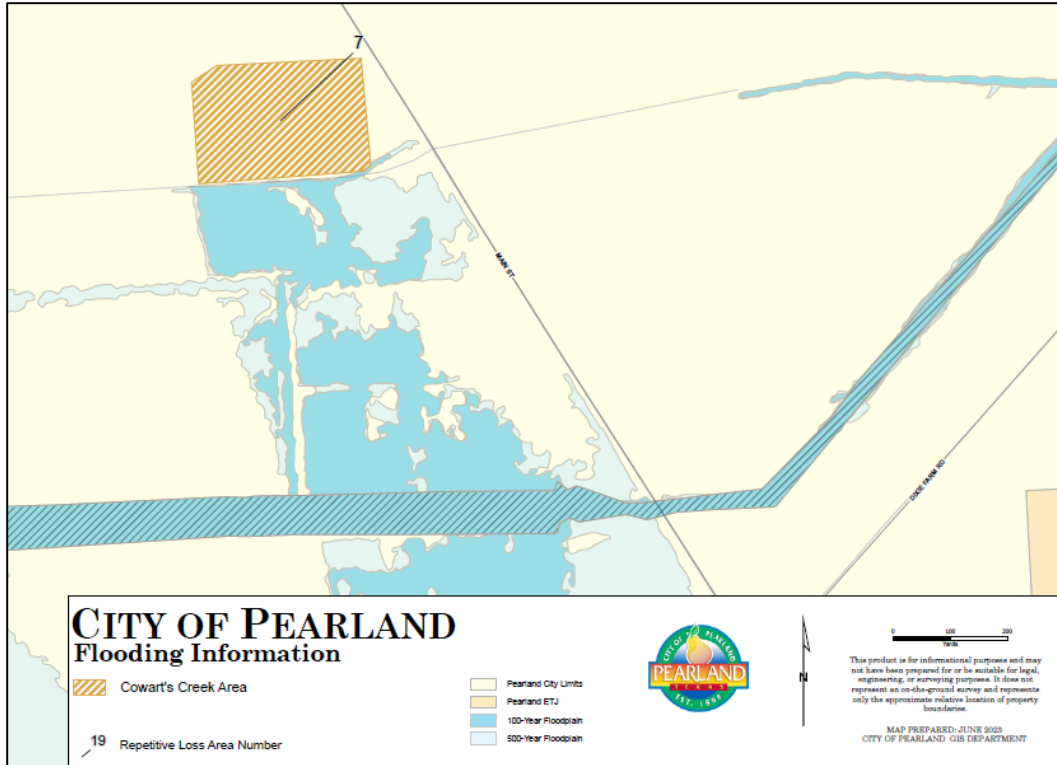 7
MAIN ST
DIXIE FARM RD
CITY OF PEARLAND
Flooding Information
Cowart's Creek Area
19 Repetitive Loss Area Number
Pearland City Limits
Pearland ETJ
100-Year Floodplain
500-Year Floodplain
CITY OF PEARLAND
PEARLAND
TEXAS
EST. 1894
N
0 100 200
Yards
This product is for informational purposes and may
not have been prepared for or be suitable for legal,
engineering, or surveying purposes. It does not
represent an on-the-ground survey and represents
only the approximate relative location of property
boundaries.
MAP PREPARED: JUNE 2023
CITY OF PEARLAND GIS DEPARTMENT